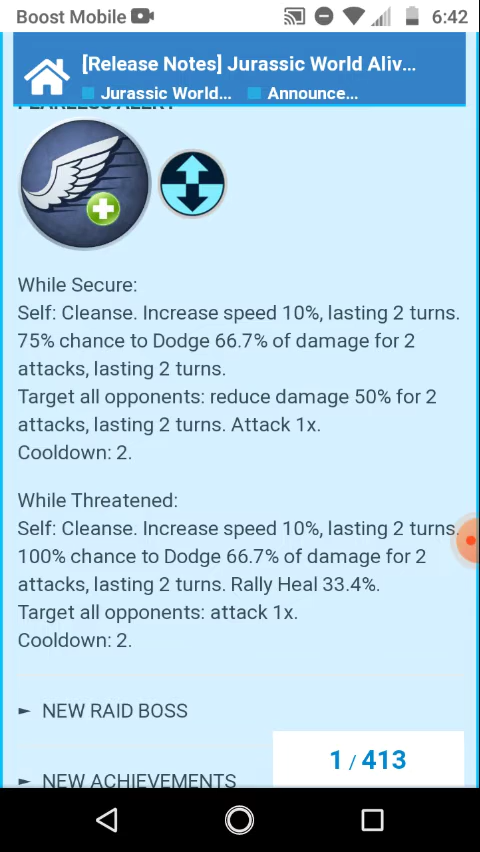 Boost Mobile 6:42
[Release Notes] Jurassic World Aliv...
Jurassic World... Announce...
FEARLESS ALERT
While Secure:
Self: Cleanse. Increase speed 10%, lasting 2 turns.
75% chance to Dodge 66.7% of damage for 2
attacks, lasting 2 turns.
Target all opponents: reduce damage 50% for 2
attacks, lasting 2 turns. Attack 1x.
Cooldown: 2.
While Threatened:
Self: Cleanse. Increase speed 10%, lasting 2 turns.
100% chance to Dodge 66.7% of damage for 2
attacks, lasting 2 turns. Rally Heal 33.4%.
Target all opponents: attack 1x.
Cooldown: 2.
► NEW RAID BOSS
1 / 413
► NEW ACHIEVEMENTS